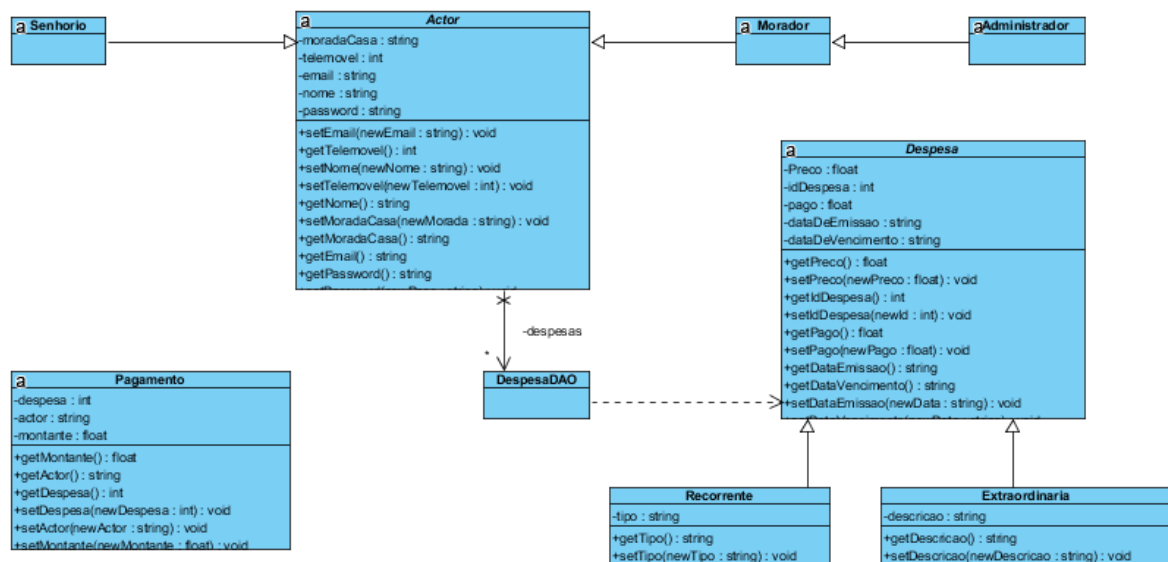 a Senhorio
a Actor
-moradaCasa : string
-telemovel : int
-email : string
-nome : string
-password : string
+setEmail(newEmail : string) : void
+getTelemovel() : int
+setNome(newNome : string) : void
+setTelemovel(newTelemovel : int) : void
+getNome() : string
+setMoradaCasa(newMorada : string) : void
+getMoradaCasa() : string
+getEmail() : string
+getPassword() : string
a Morador
a Administrador
a Despesa
-Preco : float
-idDespesa : int
-pago : float
-dataDeEmissao : string
-dataDeVencimento : string
+getPreco() : float
+setPreco(newPreco : float) : void
+getIdDespesa() : int
+setIdDespesa(newId : int) : void
+getPago() : float
+setPago(newPago : float) : void
+getDataEmissao() : string
+getDataVencimento() : string
+setDataEmissao(newData : string) : void
-despesas
*
DespesaDAO
a Pagamento
-despesa : int
-actor : string
-montante : float
+getMontante() : float
+getActor() : string
+getDespesa() : int
+setDespesa(newDespesa : int) : void
+setActor(newActor : string) : void
+setMontante(newMontante : float) : void
Recorrente
-tipo : string
+getTipo() : string
+setTipo(newTipo : string) : void
Extraordinaria
-descricao : string
+getDescricao() : string
+setDescricao(newDescricao : string) : void